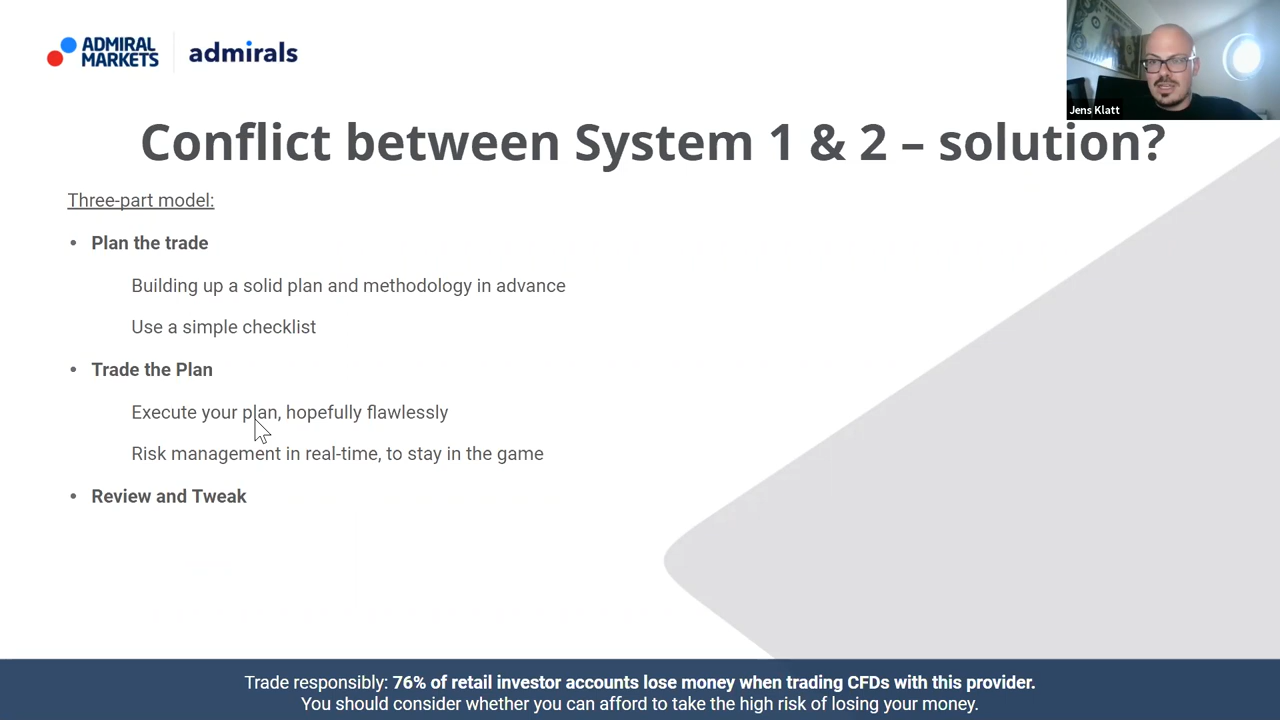 ADMIRAL
MARKETS
admirals
Jens Klatt
Conflict between System 1 & 2 – solution?
Three-part model:
• Plan the trade
Building up a solid plan and methodology in advance
Use a simple checklist
• Trade the Plan
Execute your plan, hopefully flawlessly
Risk management in real-time, to stay in the game
• Review and Tweak
Trade responsibly: 76% of retail investor accounts lose money when trading CFDs with this provider.
You should consider whether you can afford to take the high risk of losing your money.